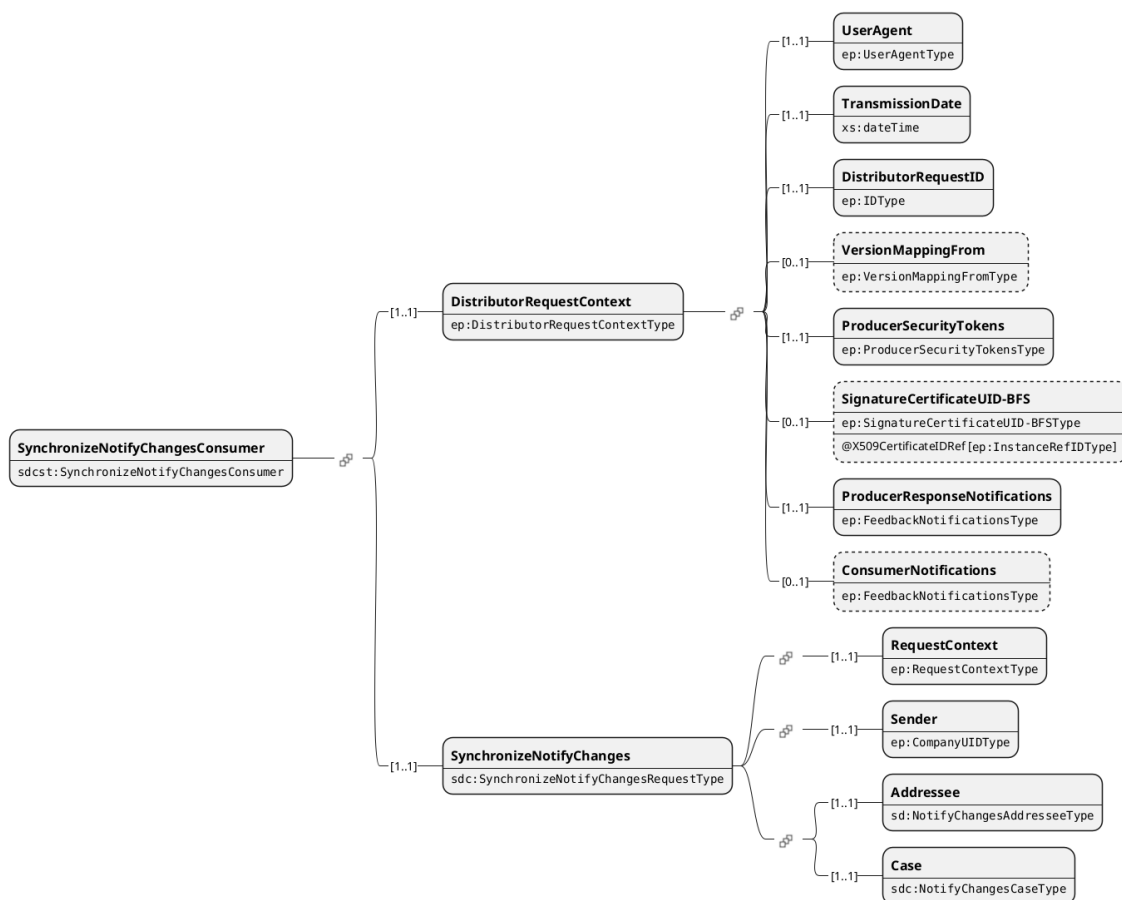 [1..1]
UserAgent
ep:UserAgentType
[1..1]
TransmissionDate
xs:dateTime
[1..1]
DistributorRequestID
ep:IDType
[0..1]
VersionMappingFrom
ep:VersionMappingFromType
[1..1]
DistributorRequestContext
ep:DistributorRequestContextType
[1..1]
ProducerSecurityTokens
ep:ProducerSecurityTokensType
[0..1]
SignatureCertificateUID-BFS
ep:SignatureCertificateUID-BFSType
@X509CertificateIDRef [ep:InstanceRefIDType]
SynchronizeNotifyChangesConsumer
sdcst:SynchronizeNotifyChangesConsumer
[1..1]
ProducerResponseNotifications
ep:FeedbackNotificationsType
[0..1]
ConsumerNotifications
ep:FeedbackNotificationsType
[1..1]
RequestContext
ep:RequestContextType
[1..1]
Sender
ep:CompanyUIDType
[1..1]
SynchronizeNotifyChanges
sdc:SynchronizeNotifyChangesRequestType
[1..1]
Addressee
sd:NotifyChangesAddresseeType
[1..1]
Case
sdc:NotifyChangesCaseType